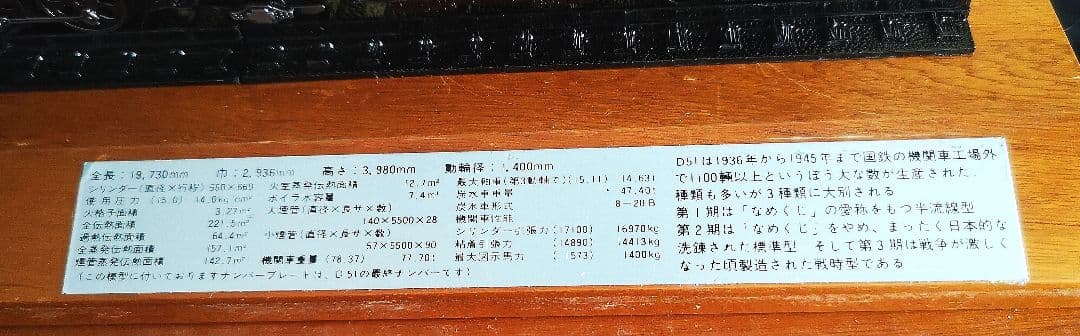 全長:19,730mm 巾:2,936mm 高さ:3,980mm 動輪径:1,400mm
シリンダー(直径×行程) 550×660
使用圧力 (15.0) 14.0kg/cm²
火格子面積 3.27m²
全伝熱面積 221.5m²
過熱伝熱面積 64.4m²
全蒸発伝熱面積 157.1m²
煙管蒸発伝熱面積 142.7m²
火室蒸発伝熱面積 12.7m²
ボイラ水容量 7.4m³
大煙管(直径×長サ×数)
140×5500×28
小煙管(直径×長サ×数)
57×5500×90
機関車重量 (78.37) 77.70t
最大軸重(第3動軸で) (15.11) 14.63t
炭水車重量 47.40t
炭水車形式 8-20B
機関車性能
シリンダー引張力 (17100) 16970kg
粘着引張力 (14890) 14413kg
最大図示馬力 (1573) 1400kg
(この模型に付いておりますナンバープレートは、D51の最終ナンバーです)
D51は1936年から1945年まで国鉄の機関車工場外
で1100輌以上というぼう大な数が生産された.
種類も多いが3種類に大別される
第1期は「なめくじ」の愛称をもつ半流線型
第2期は「なめくじ」をやめ、まったく日本的な
洗錬された標準型 そして第3期は戦争が激しく
なった頃製造された戦時型である